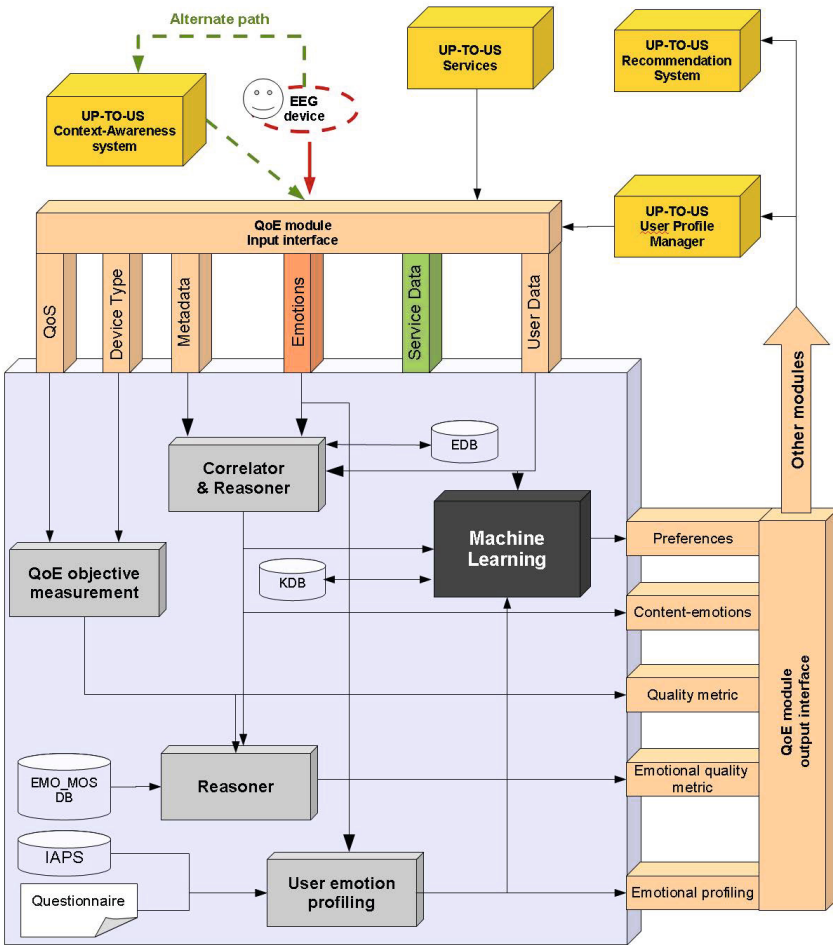 Alternate path
UP-TO-US
Services
UP-TO-US
Recommendation
System
EEG
device
UP-TO-US
Context-Awareness
system
UP-TO-US
User Profile
Manager
QoE module
Input interface
QoS
Device Type
Metadata
Emotions
Service Data
User Data
Other modules
EDB
Correlator
& Reasoner
Machine
Learning
Preferences
QoE objective
measurement
KDB
Content-emotions
Quality metric
QoE module
output interface
EMO_MOS
DB
Reasoner
Emotional quality
metric
IAPS
Questionnaire
User emotion
profiling
Emotional profiling